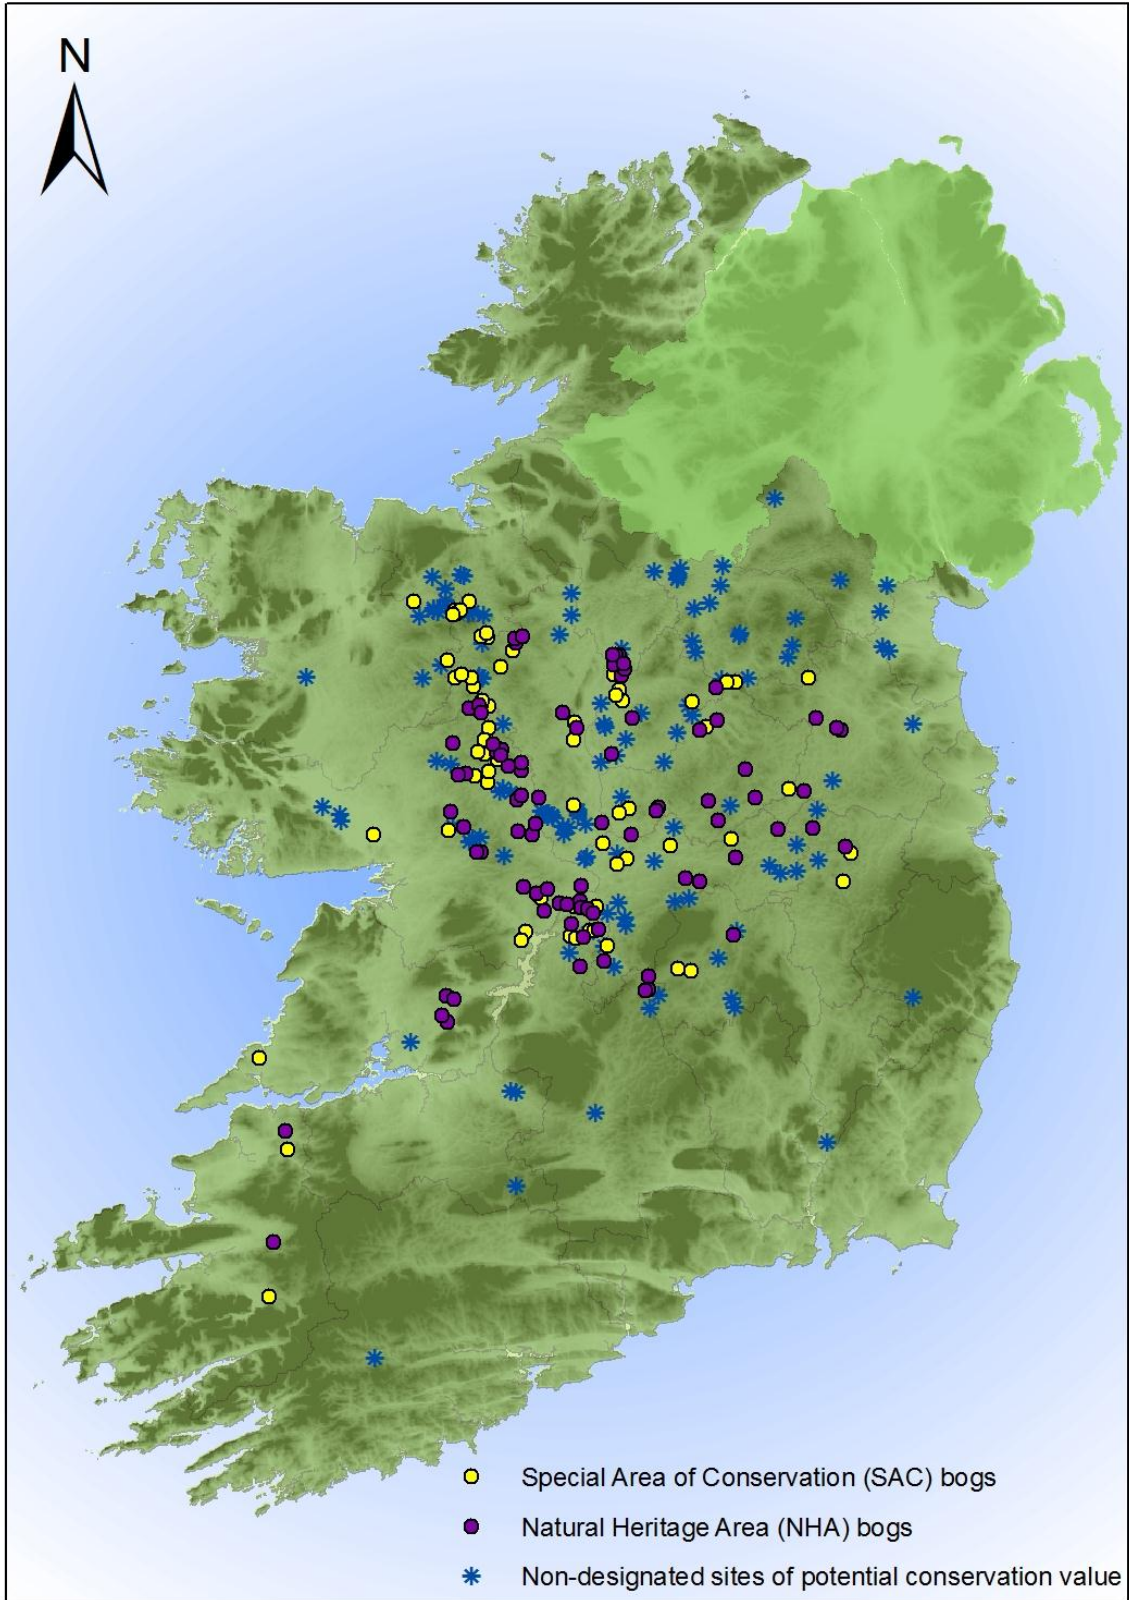 N
Special Area of Conservation (SAC) bogs
Natural Heritage Area (NHA) bogs
Non-designated sites of potential conservation value